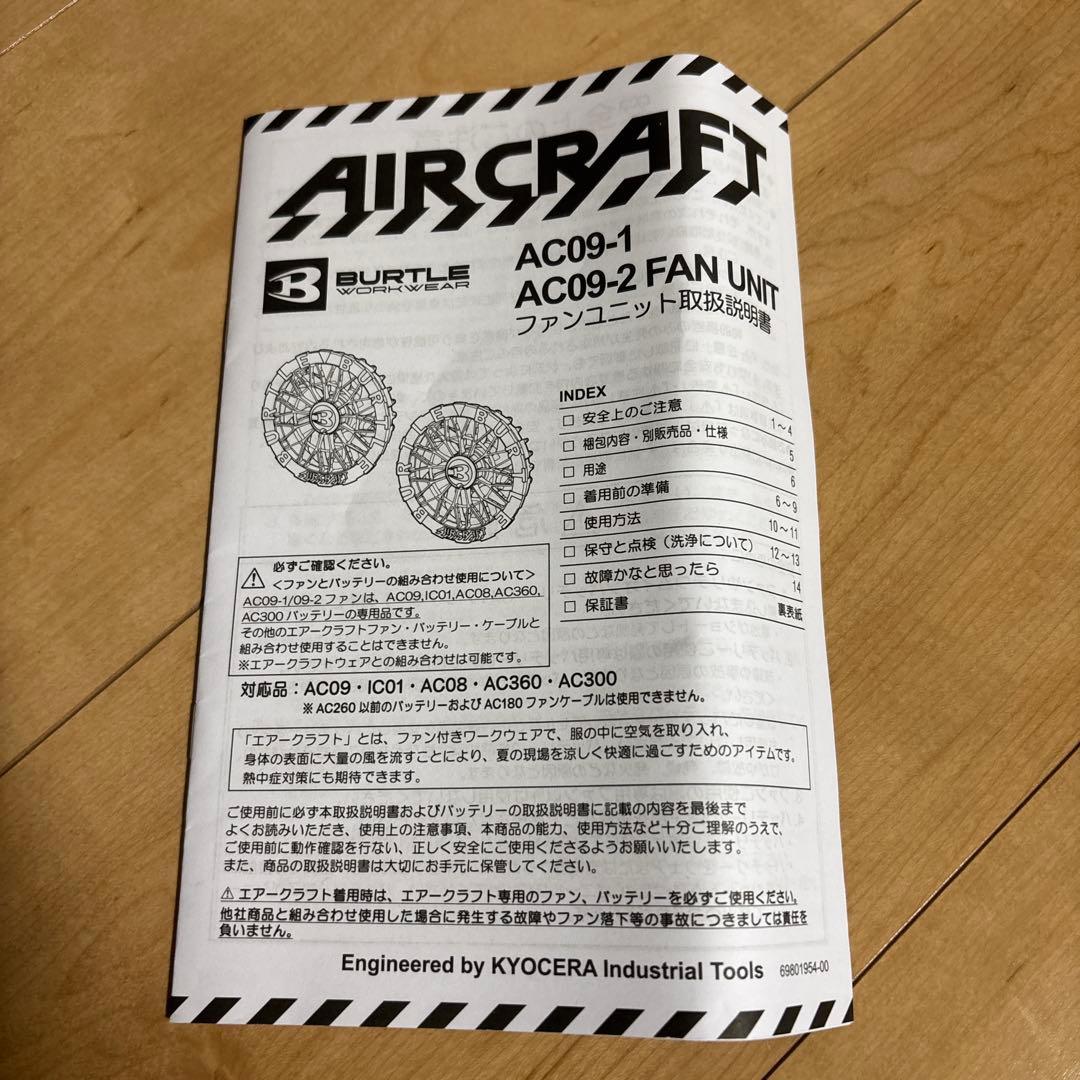 AIRCRAFT
BURTLE
WORKWEAR
AC09-1
AC09-2 FAN UNIT
ファンユニット取扱説明書
INDEX
□ 安全上のご注意 1～4
□ 梱包内容・別販売品・仕様 5
□ 用途 6
□ 着用前の準備 6～9
□ 使用方法 10～11
□ 保守と点検（洗浄について） 12～13
□ 故障かなと思ったら 14
□ 保証書 裏表紙
必ずご確認ください。
＜ファンとバッテリーの組み合わせ使用について＞
AC09-1/09-2 ファンは、AC09,IC01,AC08,AC360,
AC300 バッテリーの専用品です。
その他のエアークラフトファン・バッテリー・ケーブルと
組み合わせ使用することはできません。
※エアークラフトウェアとの組み合わせは可能です。
対応品：AC09・IC01・AC08・AC360・AC300
※ AC260 以前のバッテリーおよび AC180 ファンケーブルは使用できません。
「エアークラフト」とは、ファン付きワークウェアで、服の中に空気を取り入れ、
身体の表面に大量の風を流すことにより、夏の現場を涼しく快適に過ごすためのアイテムです。
熱中症対策にも期待できます。
ご使用前に必ず本取扱説明書およびバッテリーの取扱説明書に記載の内容を最後まで
よくお読みいただき、使用上の注意事項、本商品の能力、使用方法など十分ご理解のうえで、
ご使用前に動作確認を行ない、正しく安全にご使用くださるようお願いいたします。
また、商品の取扱説明書は大切にお手元に保管してください。
⚠ エアークラフト着用時は、エアークラフト専用のファン、バッテリーを必ずご使用ください。
他社商品と組み合わせ使用した場合に発生する故障やファン落下等の事故につきましては責任を
負いません。
Engineered by KYOCERA Industrial Tools 69801954-00